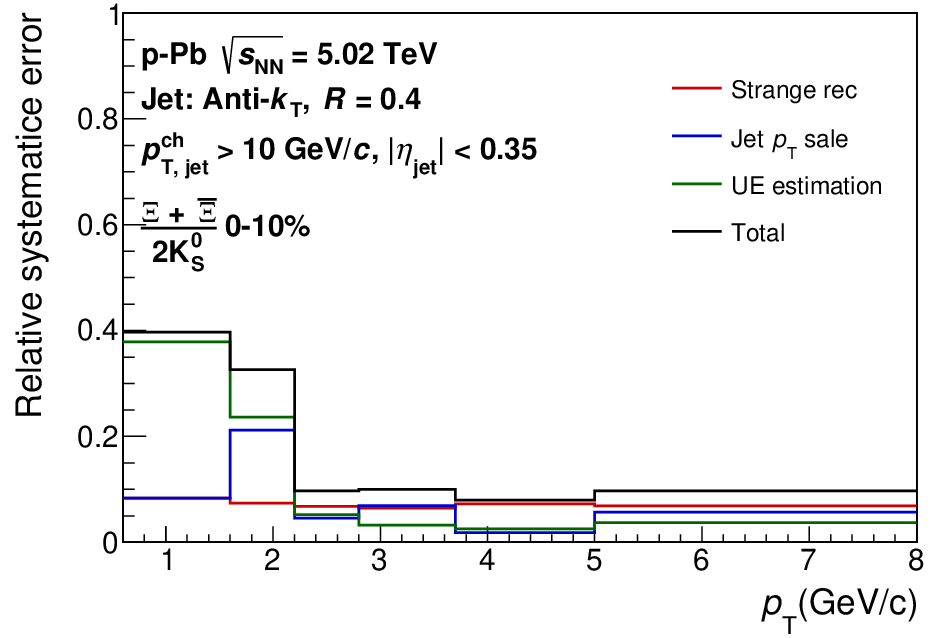 Relative systematice error
1
0.8
0.6
0.4
0.2
0
p-Pb √sNN = 5.02 TeV
Jet: Anti-kT, R = 0.4
p ch T, jet > 10 GeV/c, |ηjet| < 0.35
Ξ + Ξ̅
2K0S 0-10%
Strange rec
Jet pT sale
UE estimation
Total
1 2 3 4 5 6 7 8
pT(GeV/c)